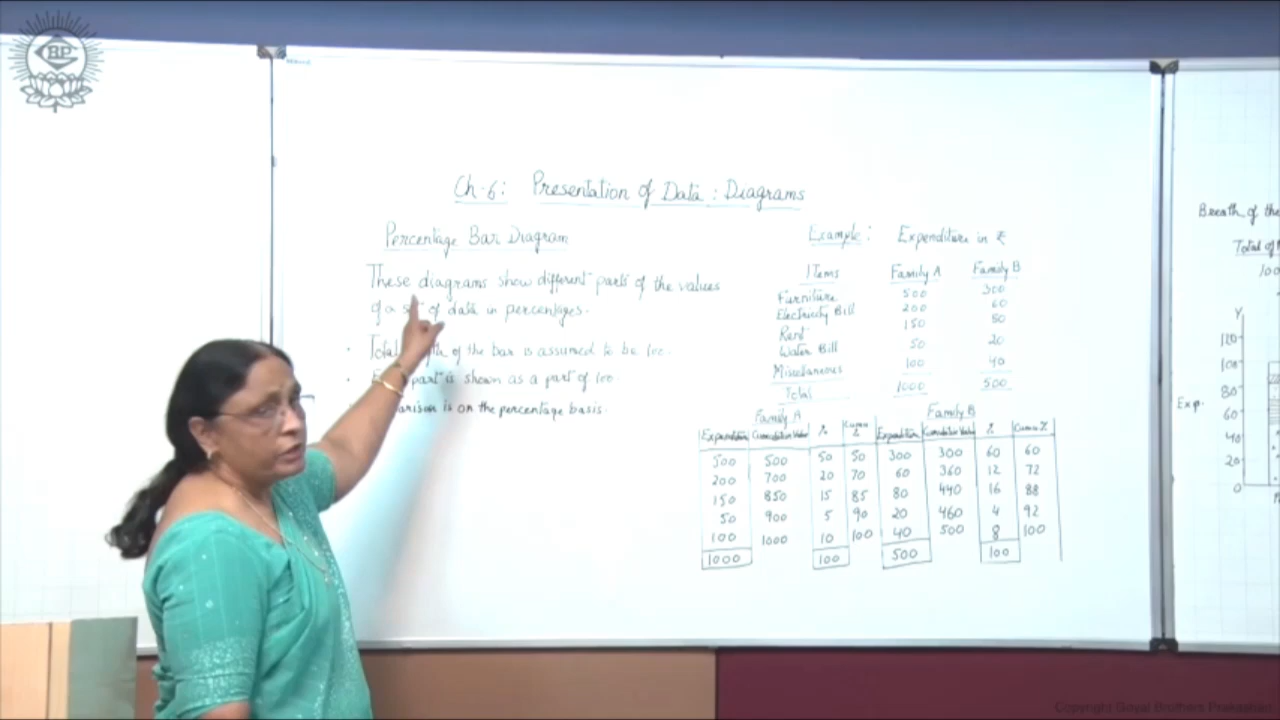 GBP
Ch-6: Presentation of Data: Diagrams
Percentage Bar Diagram
These diagrams show different parts of the values
of a set of data in percentages.
· Total of the bar is assumed to be 100.
· part is shown as a part of 100.
is on the percentage basis.
Example: Expenditure in ₹
Items Family A Family B
Furniture 500 300
Electricity Bill 200 60
Rent 150 80
Water Bill 50 20
Miscellaneous 100 40
Total 1000 500
Family A Family B
Expenditure Cumulative Value % Cumu % Expenditure Cumulative Value % Cumu %
500 500 50 50 300 300 60 60
200 700 20 70 60 360 12 72
150 850 15 85 80 440 16 88
50 900 5 90 20 460 4 92
100 1000 10 100 40 500 8 100
1000 100 500 100
Breath of the
Total of
100
Y
120
100
80
Exp. 60
40
20
0
Copyright Goyal Brothers Prakashan